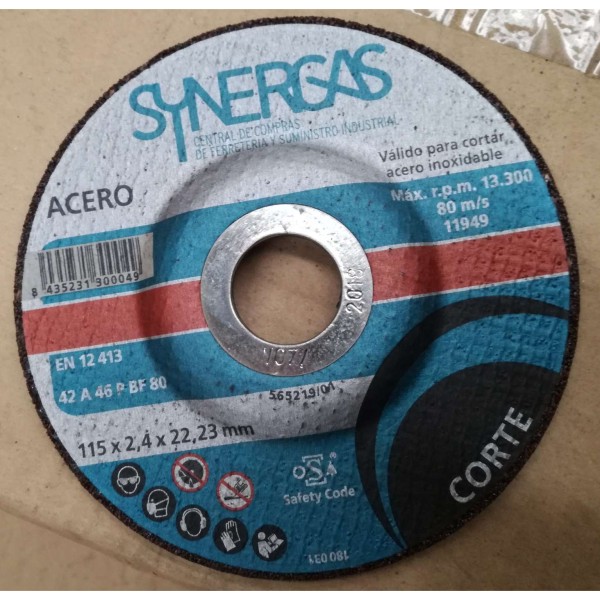 SYNERGAS
CENTRAL DE COMPRAS
DE FERRETERIA Y SUMINISTRO INDUSTRIAL
Válido para cortar
acero inoxidable
Máx. r.p.m. 13.300
80 m/s
11949
ACERO
8 435231 300049
EN 12 413
42 A 46 P BF 80
115 x 2,4 x 22,23 mm
565219/01
oSa
Safety Code
CORTE
180 031